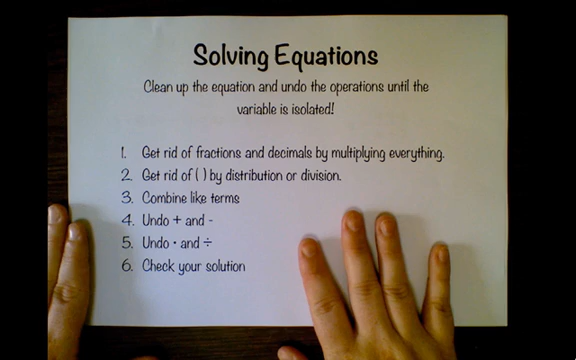 Solving Equations
Clean up the equation and undo the operations until the
variable is isolated!
1. Get rid of fractions and decimals by multiplying everything.
2. Get rid of ( ) by distribution or division.
3. Combine like terms
4. Undo + and -
5. Undo · and ÷
6. Check your solution